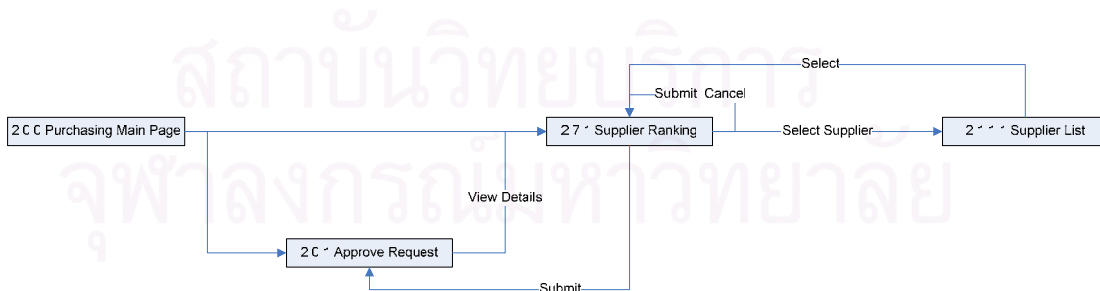 สถาบันวิทยบริการ
Select
Submit Cancel
Purchasing Main Page
Supplier Ranking
Select Supplier
Supplier List
จุฬาลงกรณ์มหาวิทยาลัย
View Details
Approve Request
Submit